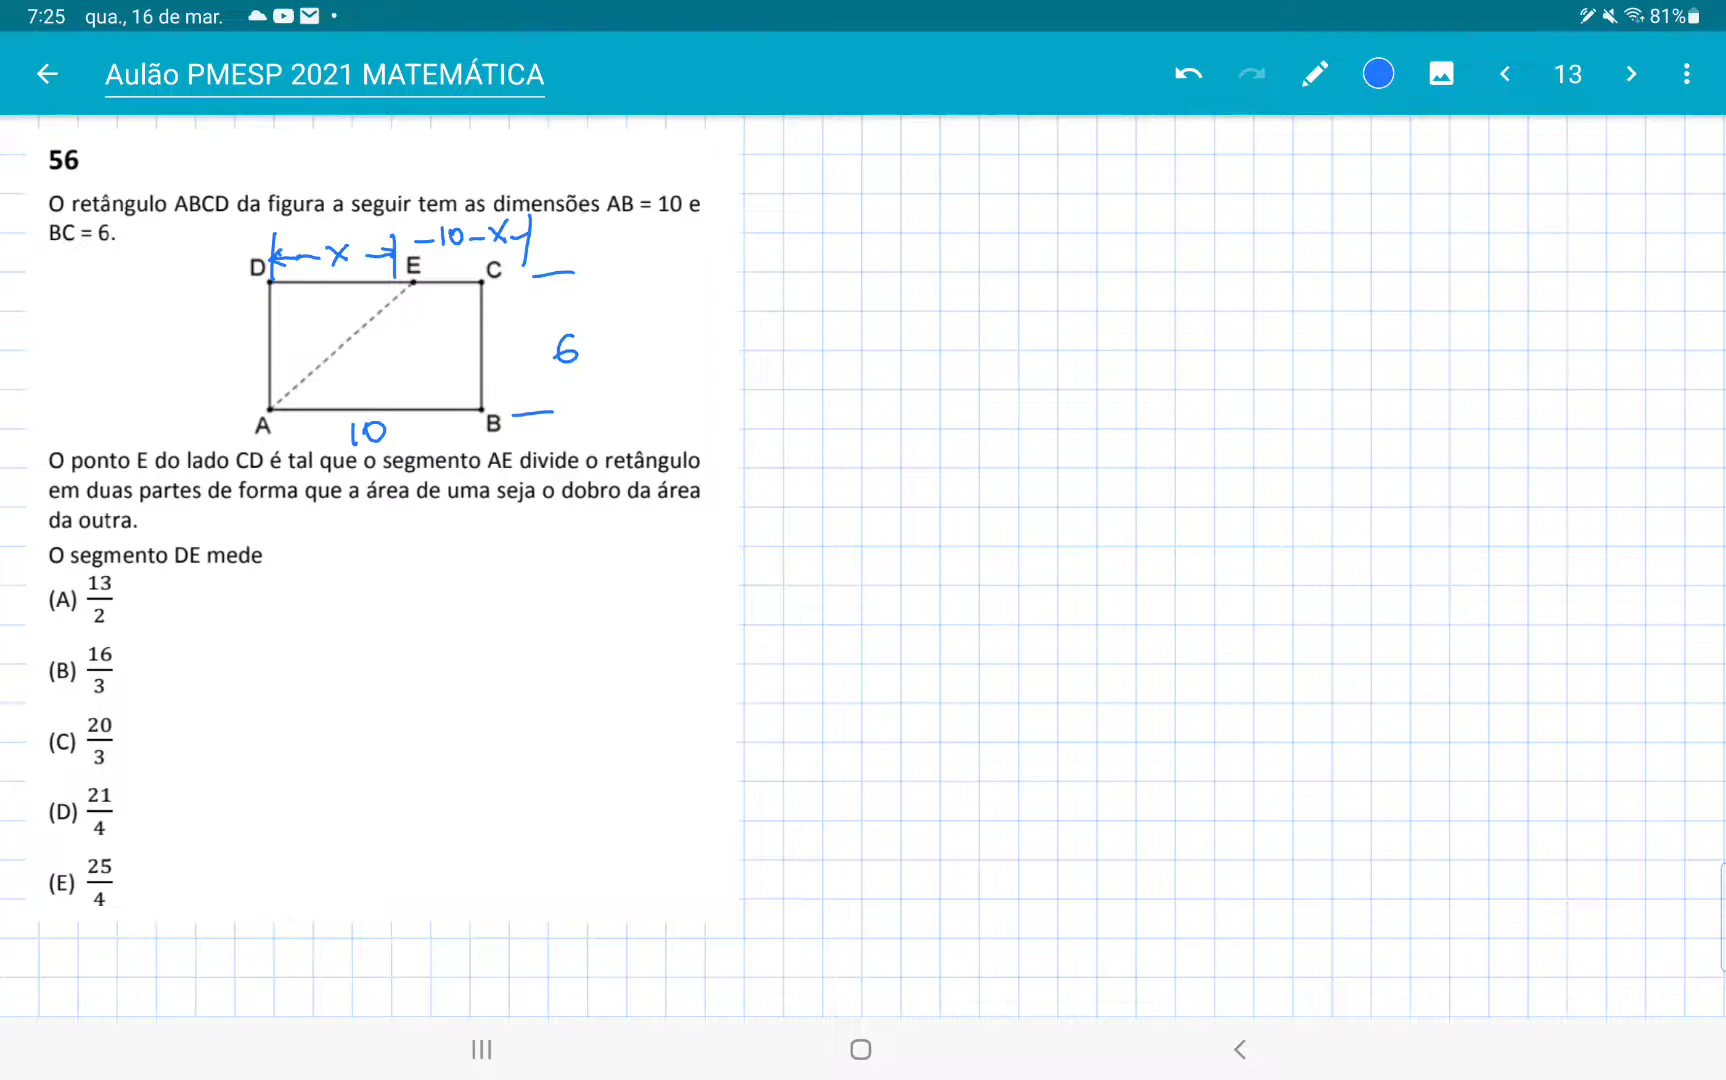 7:25 qua., 16 de mar. •
81%
Aulão PMESP 2021 MATEMÁTICA
13
56
O retângulo ABCD da figura a seguir tem as dimensões AB = 10 e
BC = 6.
x
-10-x
D
E
C
6
A
B
10
O ponto E do lado CD é tal que o segmento AE divide o retângulo
em duas partes de forma que a área de uma seja o dobro da área
da outra.
O segmento DE mede
(A) 13/2
(B) 16/3
(C) 20/3
(D) 21/4
(E) 25/4